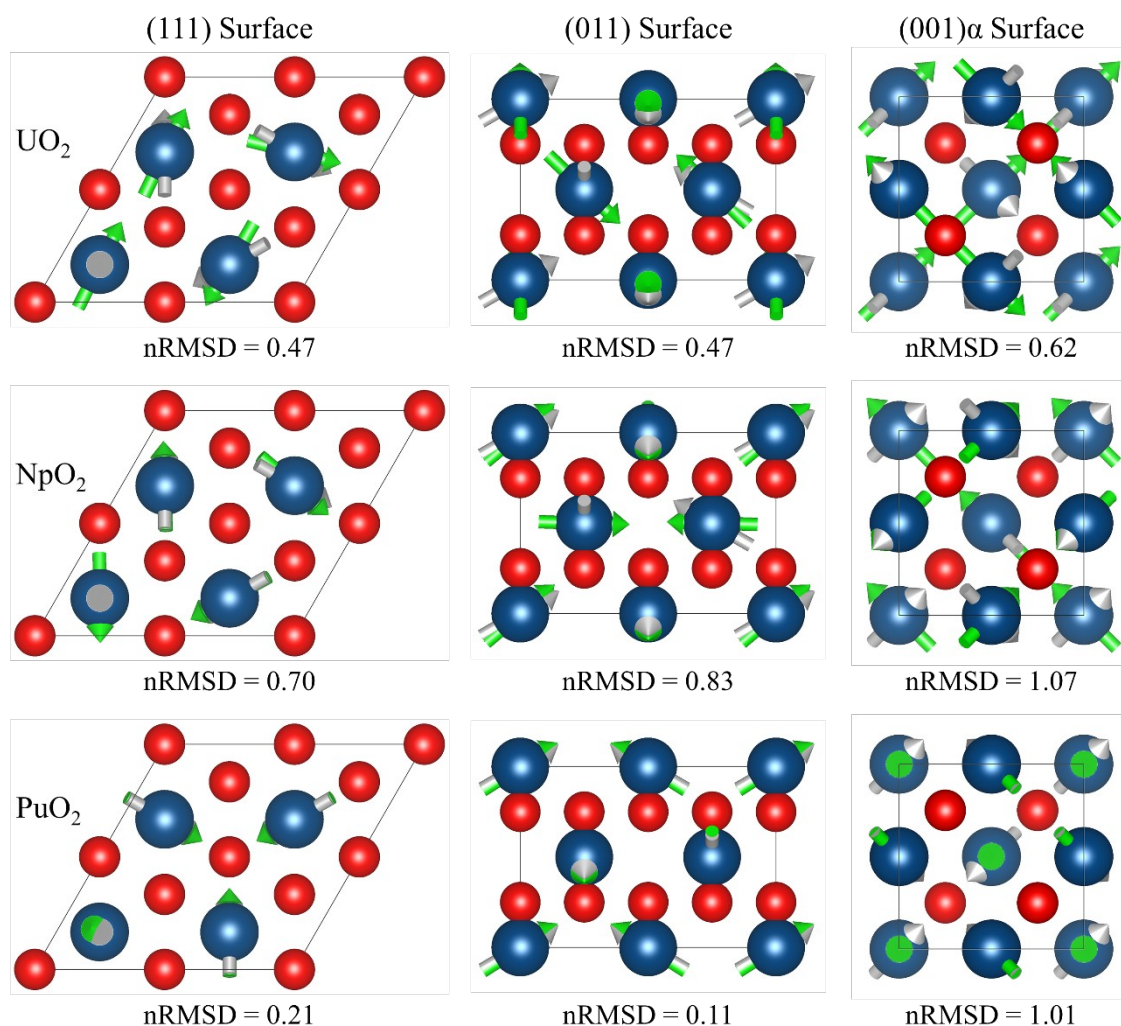 (111) Surface
(011) Surface
(001)α Surface
UO₂
nRMSD = 0.47
nRMSD = 0.47
nRMSD = 0.62
NpO₂
nRMSD = 0.70
nRMSD = 0.83
nRMSD = 1.07
PuO₂
nRMSD = 0.21
nRMSD = 0.11
nRMSD = 1.01